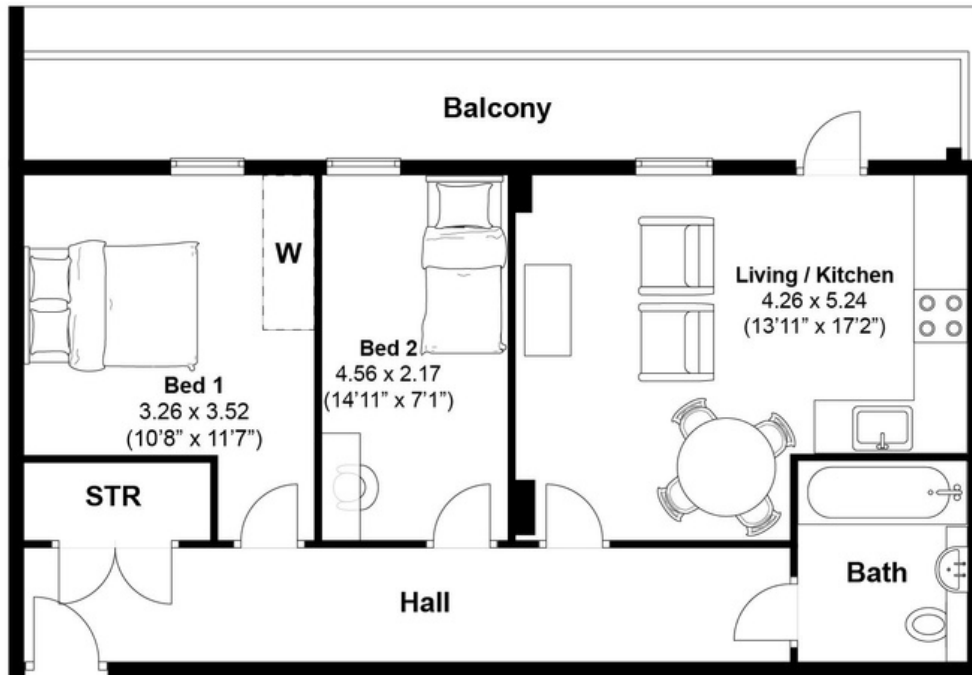 Balcony
W
Living / Kitchen
4.26 x 5.24
(13’11” x 17’2”)
Bed 2
4.56 x 2.17
(14’11” x 7’1”)
Bed 1
3.26 x 3.52
(10’8” x 11’7”)
STR
Bath
Hall